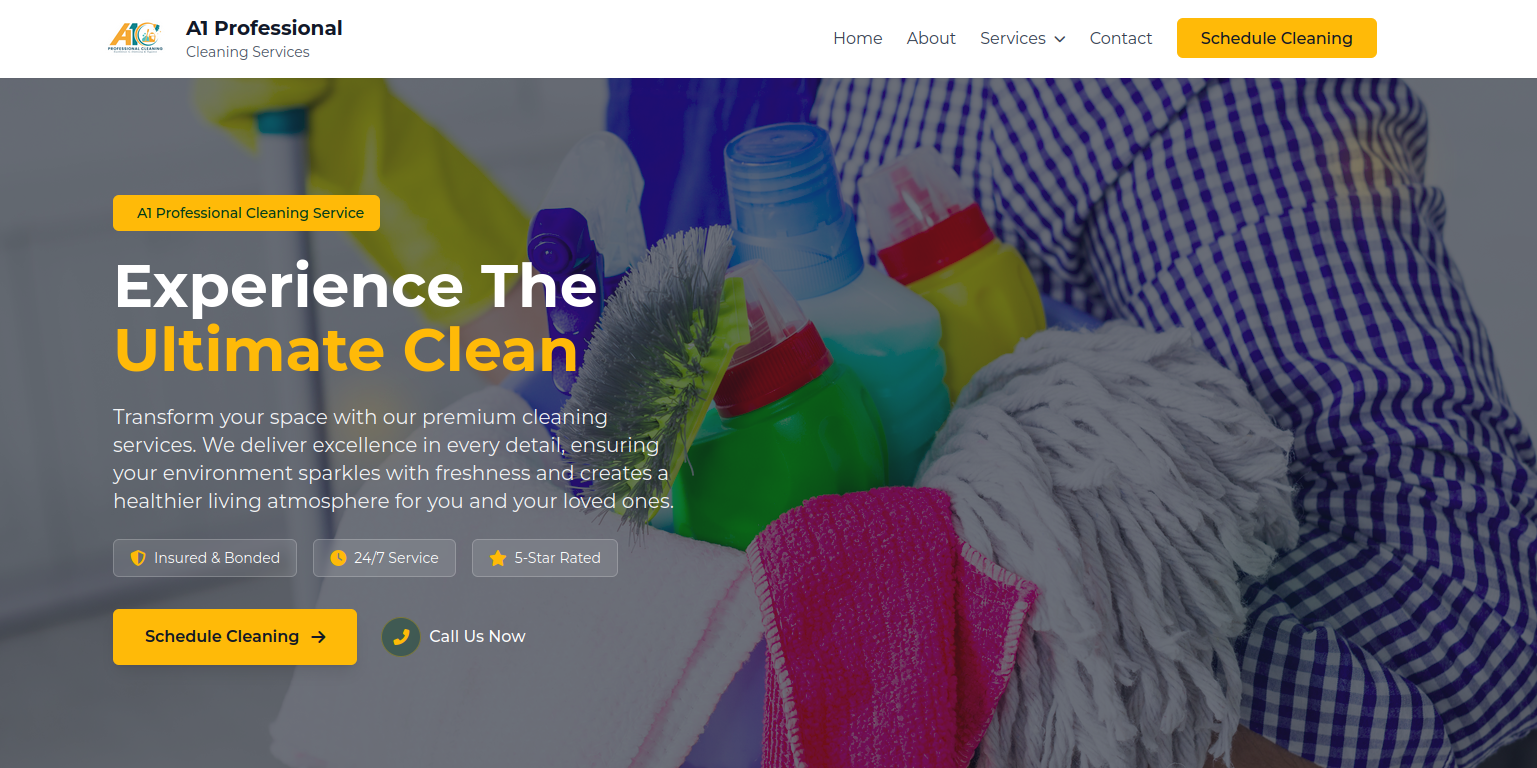 A1C
PROFESSIONAL CLEANING
A1 Professional
Cleaning Services
Home
About
Services
Contact
Schedule Cleaning
A1 Professional Cleaning Service
Experience The
Ultimate Clean
Transform your space with our premium cleaning
services. We deliver excellence in every detail, ensuring
your environment sparkles with freshness and creates a
healthier living atmosphere for you and your loved ones.
Insured & Bonded
24/7 Service
5-Star Rated
Schedule Cleaning
Call Us Now